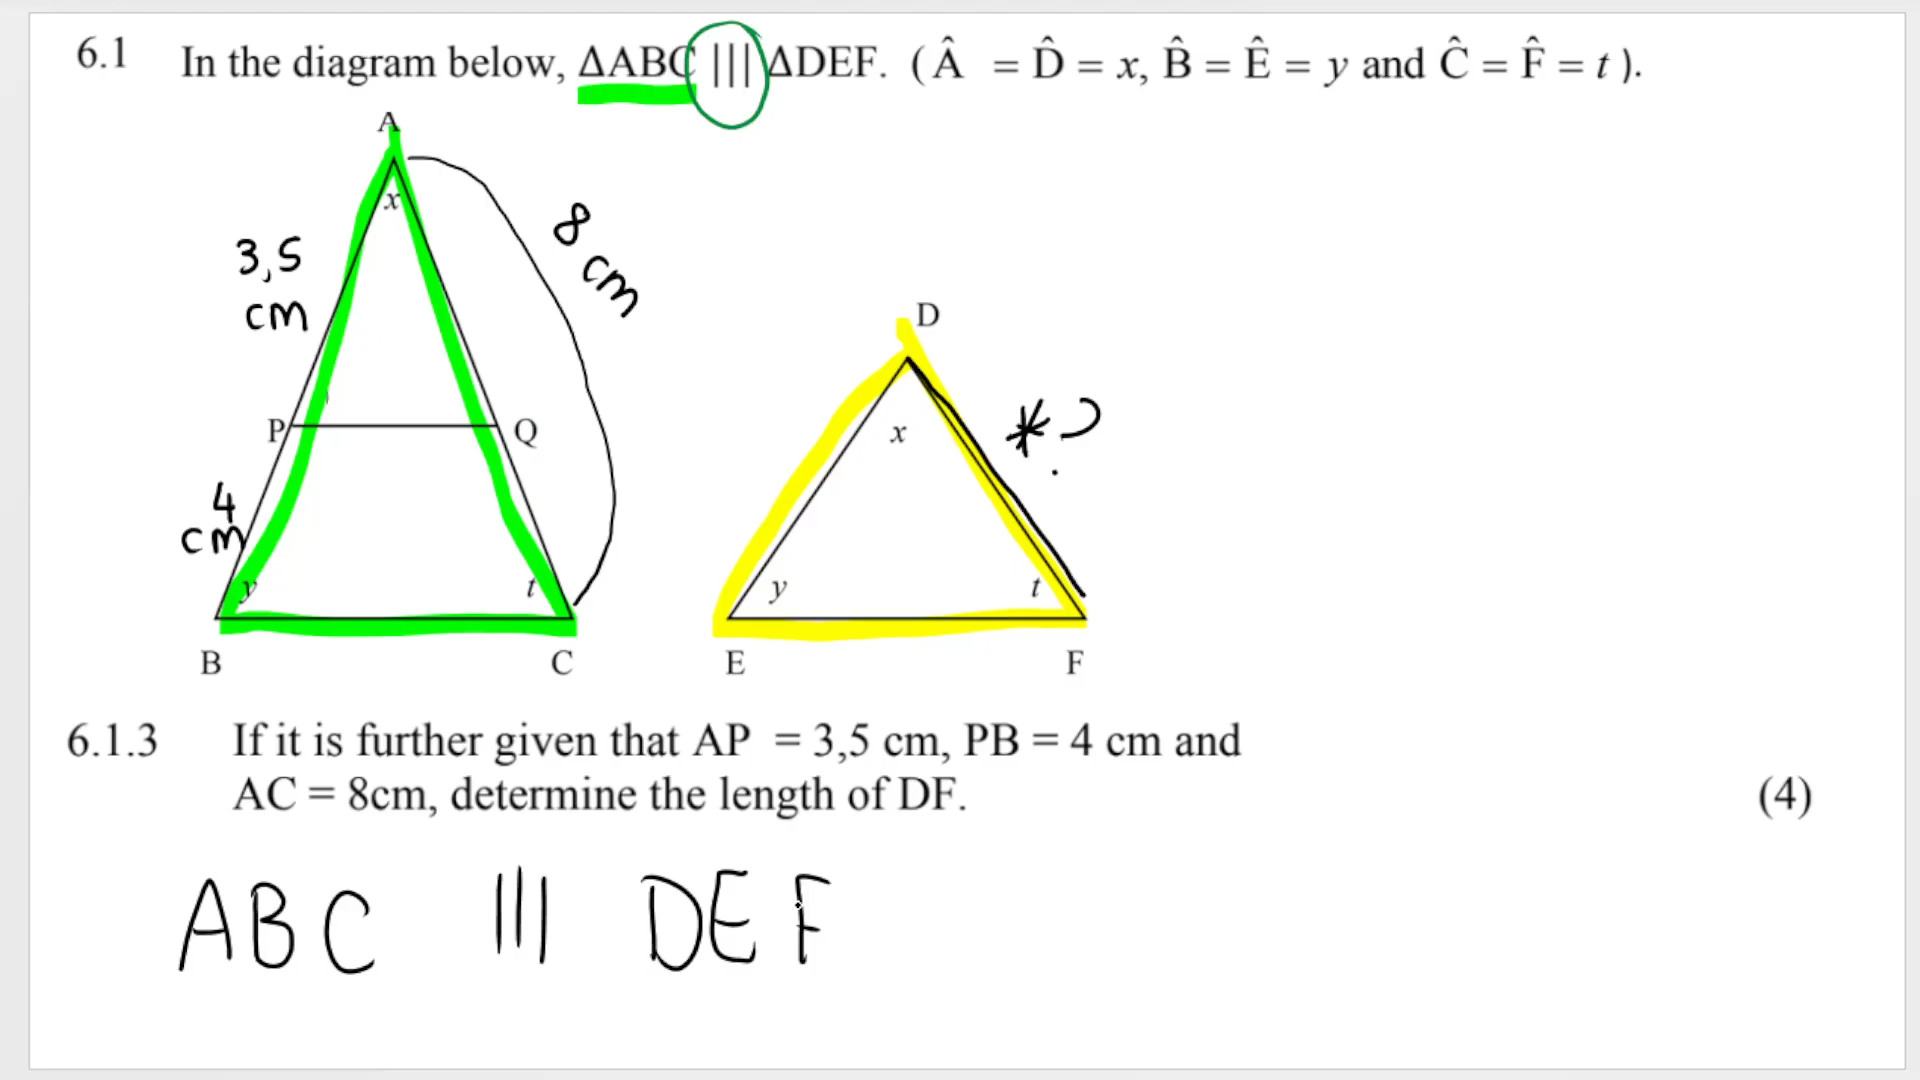 6.1 In the diagram below, ΔABC ||| ΔDEF. ( Â = D̂ = x, B̂ = Ê = y and Ĉ = F̂ = t ).
A
x
3,5
cm
8 cm
D
P
Q
x
* ?
4
cm
y
t
y
t
B
C
E
F
6.1.3 If it is further given that AP = 3,5 cm, PB = 4 cm and
AC = 8cm, determine the length of DF. (4)
ABC ||| DEF